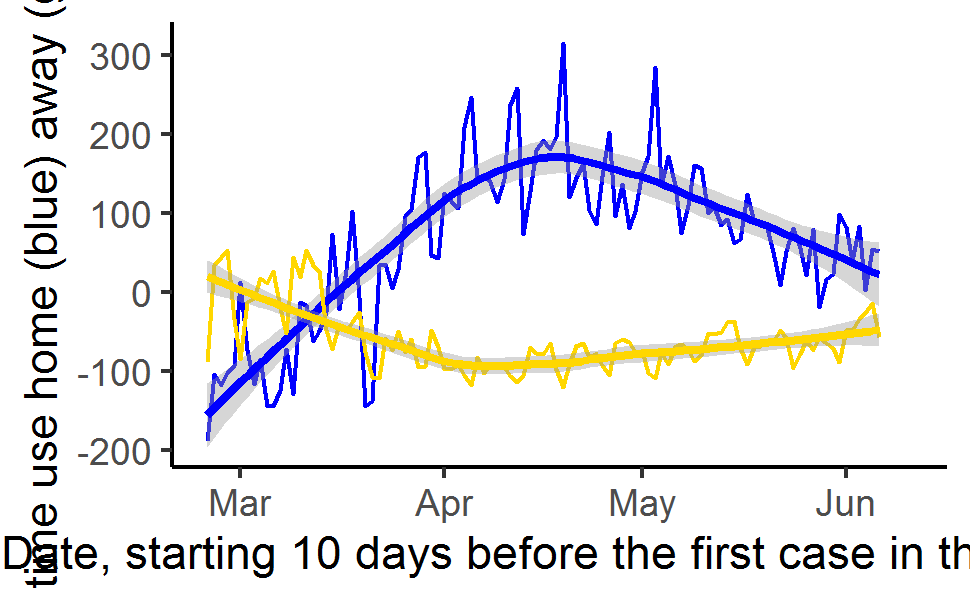 time use home (blue) away (g
300
200
100
0
-100
-200
Mar Apr May Jun
Date, starting 10 days before the first case in th